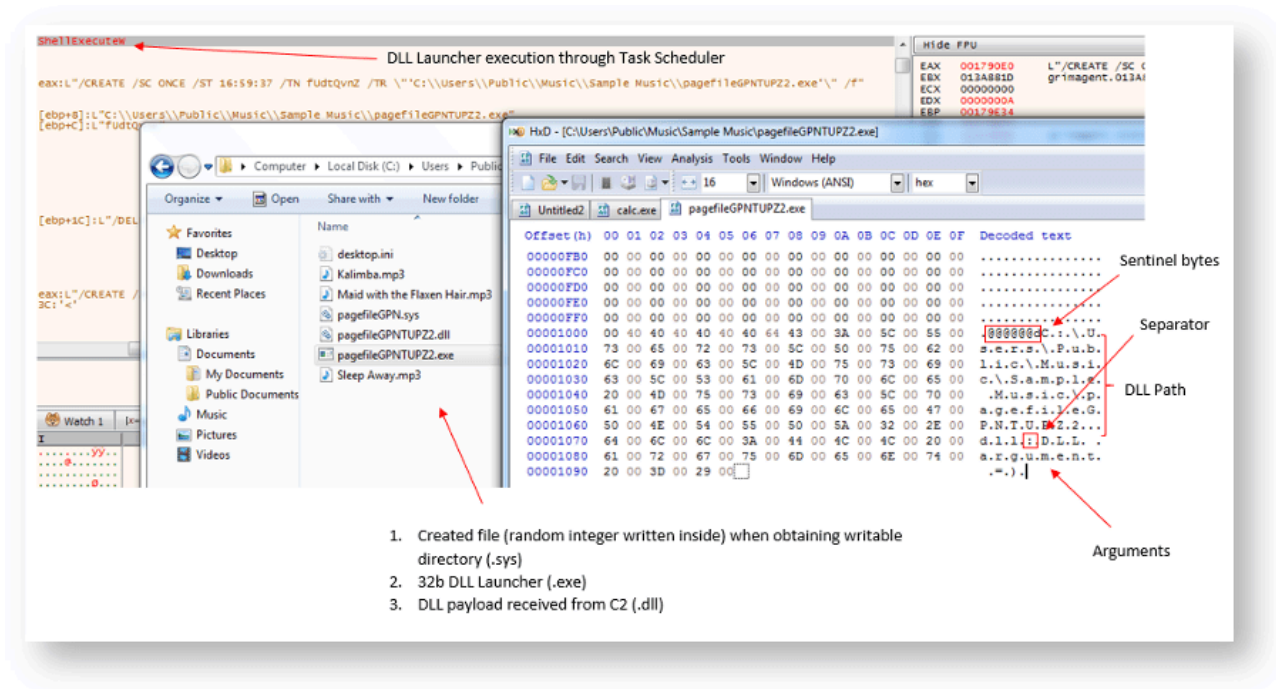 ShellExecuteW
DLL Launcher execution through Task Scheduler
eax:L"/CREATE /SC ONCE /ST 16:59:37 /TN fUdtQvnZ /TR \"'C:\\Users\\Public\\Music\\Sample Music\\pagefileGPNTUPZ2.exe'\" /f"
[ebp+8]:L"C:\\Users\\Public\\Music\\Sample Music\\pagefileGPNTUPZ2.exe"
[ebp+C]:L"fUdtQ
[ebp+1C]:L"/DEL
eax:L"/CREATE /
3C:'<'
Hide FPU
EAX 001790E0 L"/CREATE /SC
EBX 013A881D grimagent.013A8
ECX 00000000
EDX 0000000A
EBP 00179E34
Computer Local Disk (C:) Users Public
Organize Open Share with New folder
Favorites
Desktop
Downloads
Recent Places
Libraries
Documents
My Documents
Public Documents
Music
Pictures
Videos
Name
desktop.ini
Kalimba.mp3
Maid with the Flaxen Hair.mp3
pagefileGPN.sys
pagefileGPNTUPZ2.dll
pagefileGPNTUPZ2.exe
Sleep Away.mp3
Watch 1
HxD - [C:\Users\Public\Music\Sample Music\pagefileGPNTUPZ2.exe]
File Edit Search View Analysis Tools Window Help
16 Windows (ANSI) hex
Untitled2 calc.exe pagefileGPNTUPZ2.exe
Offset(h) 00 01 02 03 04 05 06 07 08 09 0A 0B 0C 0D 0E 0F Decoded text
00000FB0 00 00 00 00 00 00 00 00 00 00 00 00 00 00 00 00 ................
00000FC0 00 00 00 00 00 00 00 00 00 00 00 00 00 00 00 00 ................
00000FD0 00 00 00 00 00 00 00 00 00 00 00 00 00 00 00 00 ................
00000FE0 00 00 00 00 00 00 00 00 00 00 00 00 00 00 00 00 ................
00000FF0 00 00 00 00 00 00 00 00 00 00 00 00 00 00 00 00 ................
00001000 00 40 40 40 40 40 40 64 43 00 3A 00 5C 00 55 00 .@@@@@@dC.:.\.U.
00001010 73 00 65 00 72 00 73 00 5C 00 50 00 75 00 62 00 s.e.r.s.\.P.u.b.
00001020 6C 00 69 00 63 00 5C 00 4D 00 75 00 73 00 69 00 l.i.c.\.M.u.s.i.
00001030 63 00 5C 00 53 00 61 00 6D 00 70 00 6C 00 65 00 c.\.S.a.m.p.l.e.
00001040 20 00 4D 00 75 00 73 00 69 00 63 00 5C 00 70 00 .M.u.s.i.c.\.p.
00001050 61 00 67 00 65 00 66 00 69 00 6C 00 65 00 47 00 a.g.e.f.i.l.e.G.
00001060 50 00 4E 00 54 00 55 00 50 00 5A 00 32 00 2E 00 P.N.T.U.P.Z.2...
00001070 64 00 6C 00 6C 00 3A 00 44 00 4C 00 4C 00 20 00 d.l.l.:.D.L.L. .
00001080 61 00 72 00 67 00 75 00 6D 00 65 00 6E 00 74 00 a.r.g.u.m.e.n.t.
00001090 20 00 3D 00 29 00 .=.).
Sentinel bytes
Separator
DLL Path
Arguments
1. Created file (random integer written inside) when obtaining writable
directory (.sys)
2. 32b DLL Launcher (.exe)
3. DLL payload received from C2 (.dll)